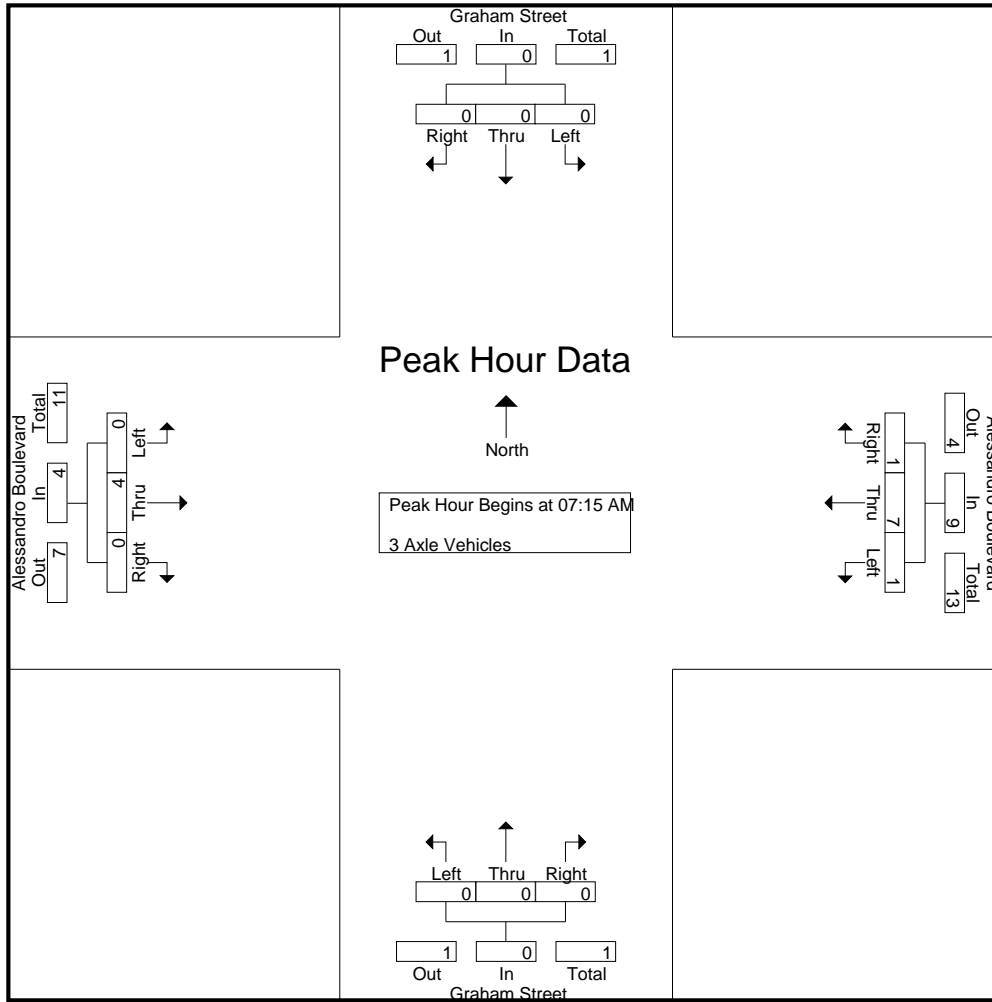 Graham Street
Out In Total
1 0 1
0 0 0
Right Thru Left
Peak Hour Data
North
Peak Hour Begins at 07:15 AM
3 Axle Vehicles
Alessandro Boulevard
Out In Total
7 4 11
0 4 0
Right Thru Left
Alessandro Boulevard
Out In Total
4 9 13
1 7 1
Right Thru Left
Left Thru Right
0 0 0
1 0 1
Out In Total
Graham Street